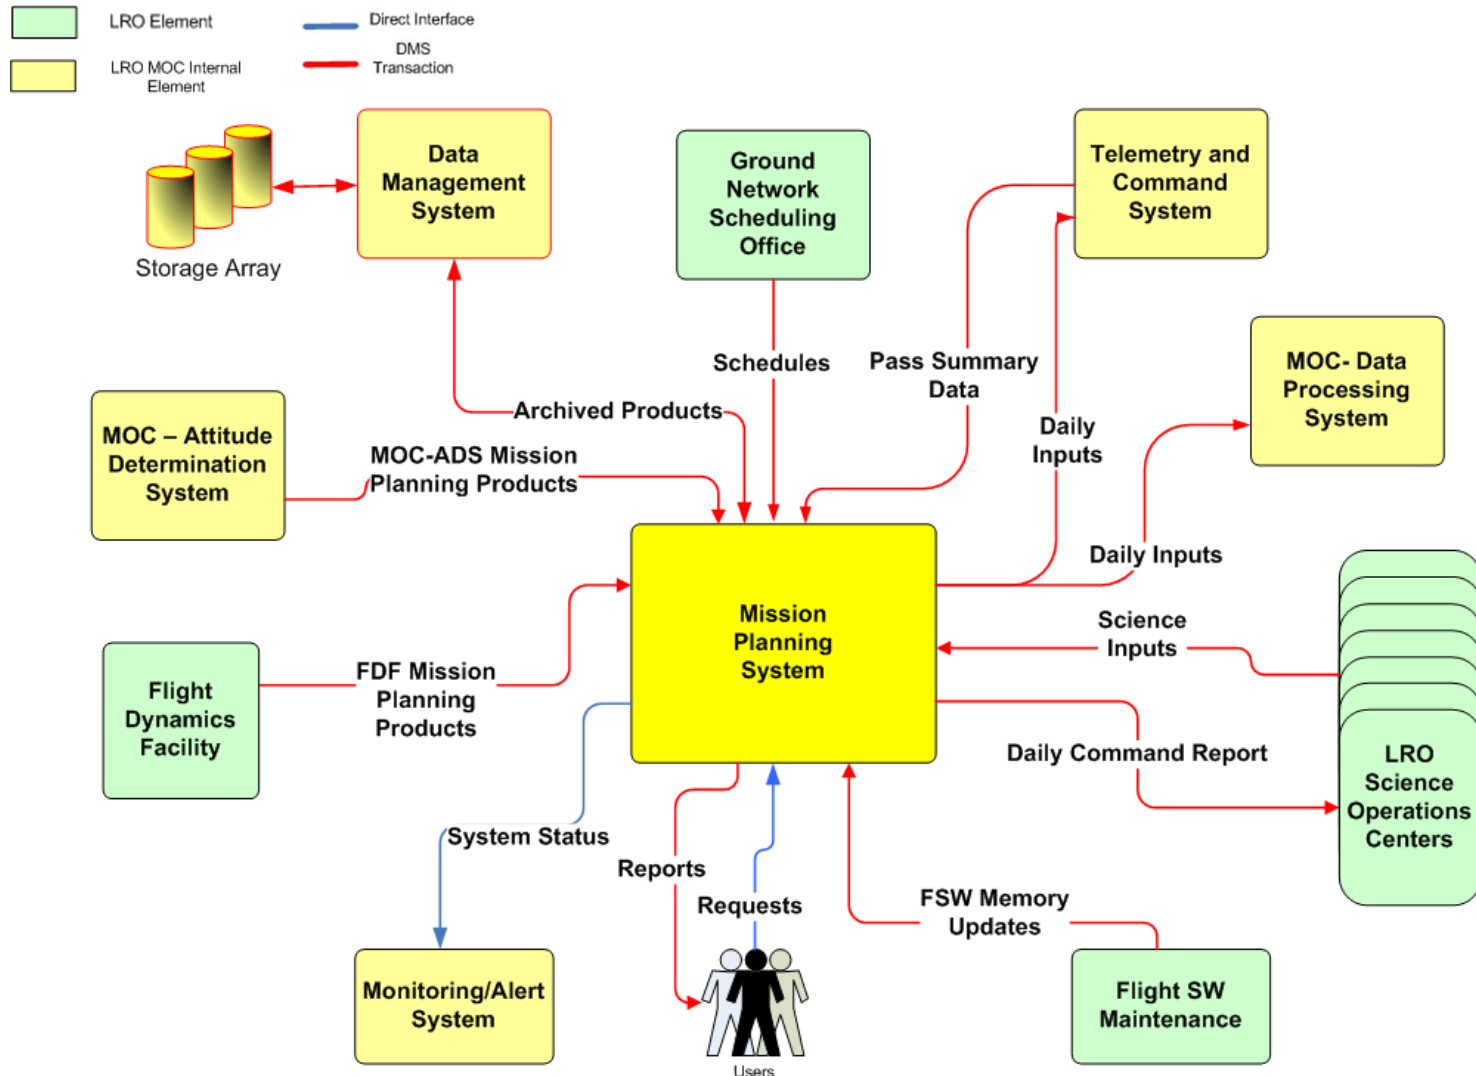 LRO Element
Direct Interface
LRO MOC Internal
Element
DMS
Transaction
Data
Management
System
Storage Array
Ground
Network
Scheduling
Office
Telemetry and
Command
System
Schedules
Pass Summary
Data
MOC- Data
Processing
System
Archived Products
Daily
Inputs
MOC – Attitude
Determination
System
MOC-ADS Mission
Planning Products
Daily Inputs
Mission
Planning
System
Science
Inputs
Flight
Dynamics
Facility
FDF Mission
Planning
Products
Daily Command Report
LRO
Science
Operations
Centers
System Status
Reports
Requests
FSW Memory
Updates
Monitoring/Alert
System
Users
Flight SW
Maintenance